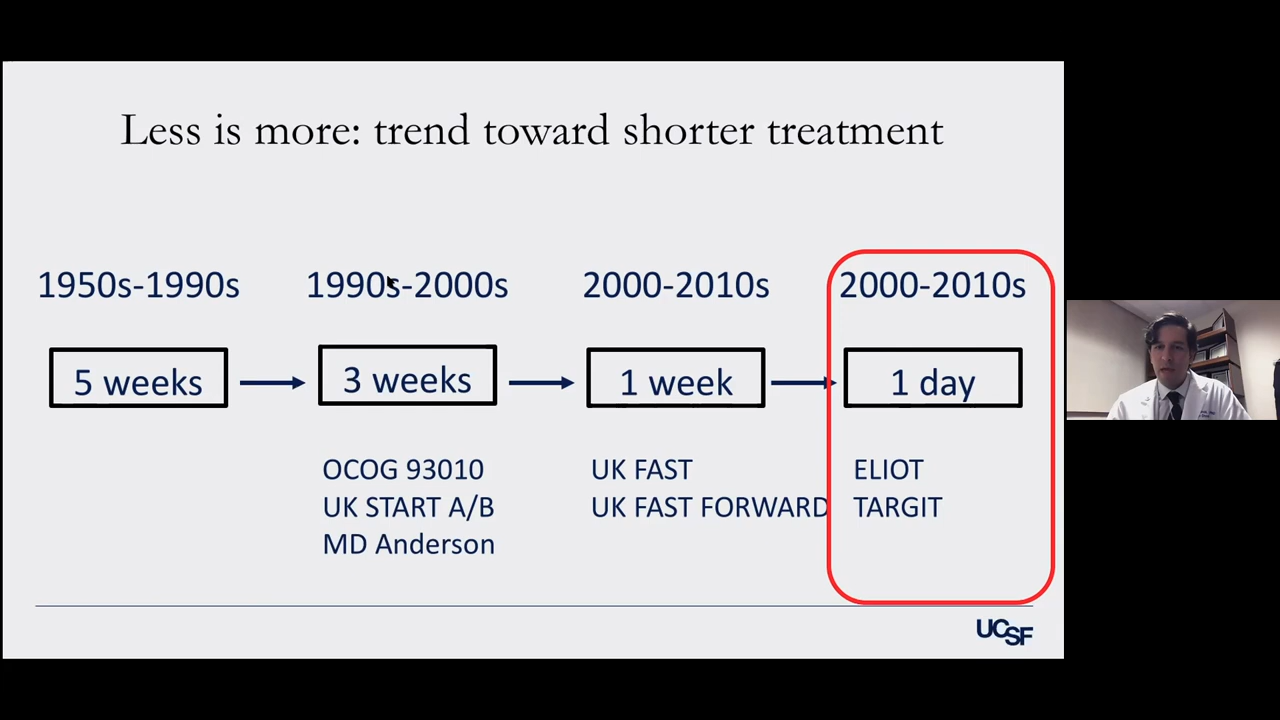 Less is more: trend toward shorter treatment
1950s-1990s
5 weeks
1990s-2000s
3 weeks
OCOG 93010
UK START A/B
MD Anderson
2000-2010s
1 week
UK FAST
UK FAST FORWARD
2000-2010s
1 day
ELIOT
TARGIT
UCSF